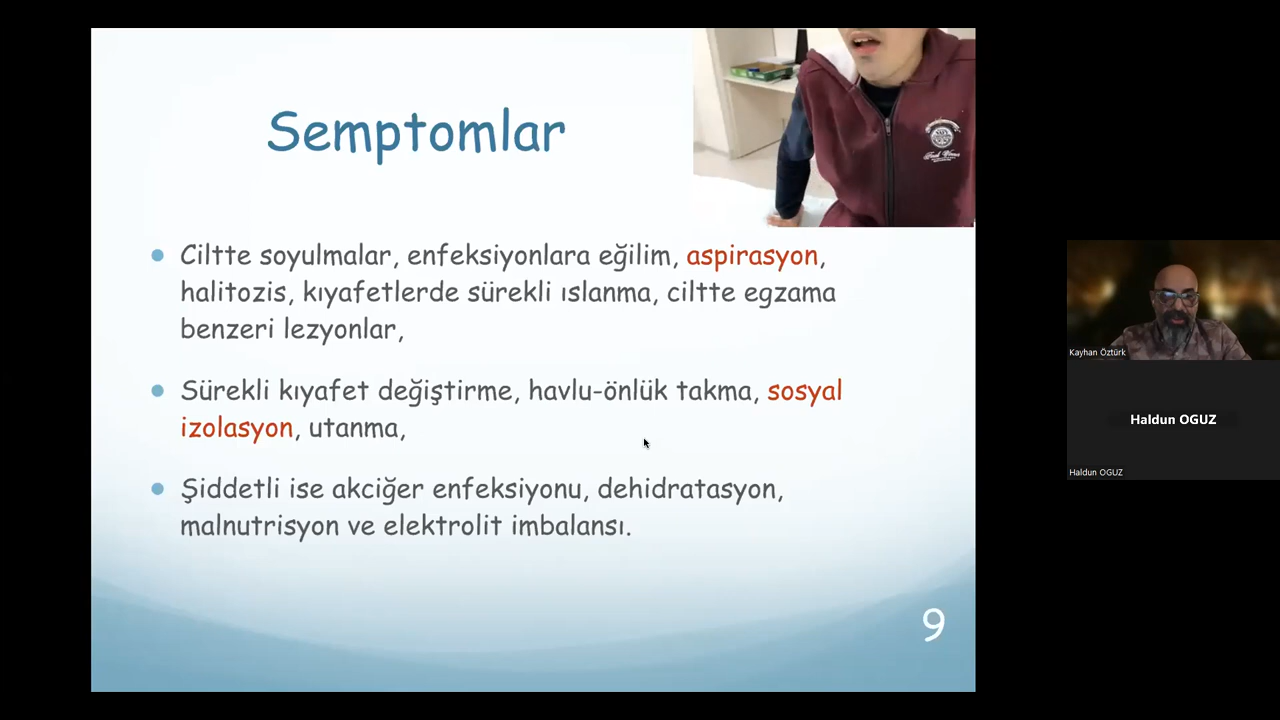 Semptomlar
Ciltte soyulmalar, enfeksiyonlara eğilim, aspirasyon,
halitozis, kıyafetlerde sürekli ıslanma, ciltte egzama
benzeri lezyonlar,
Sürekli kıyafet değiştirme, havlu-önlük takma, sosyal
izolasyon, utanma,
Şiddetli ise akciğer enfeksiyonu, dehidratasyon,
malnutrisyon ve elektrolit imbalansı.
9
Kayhan Öztürk
Haldun OGUZ
Haldun OGUZ